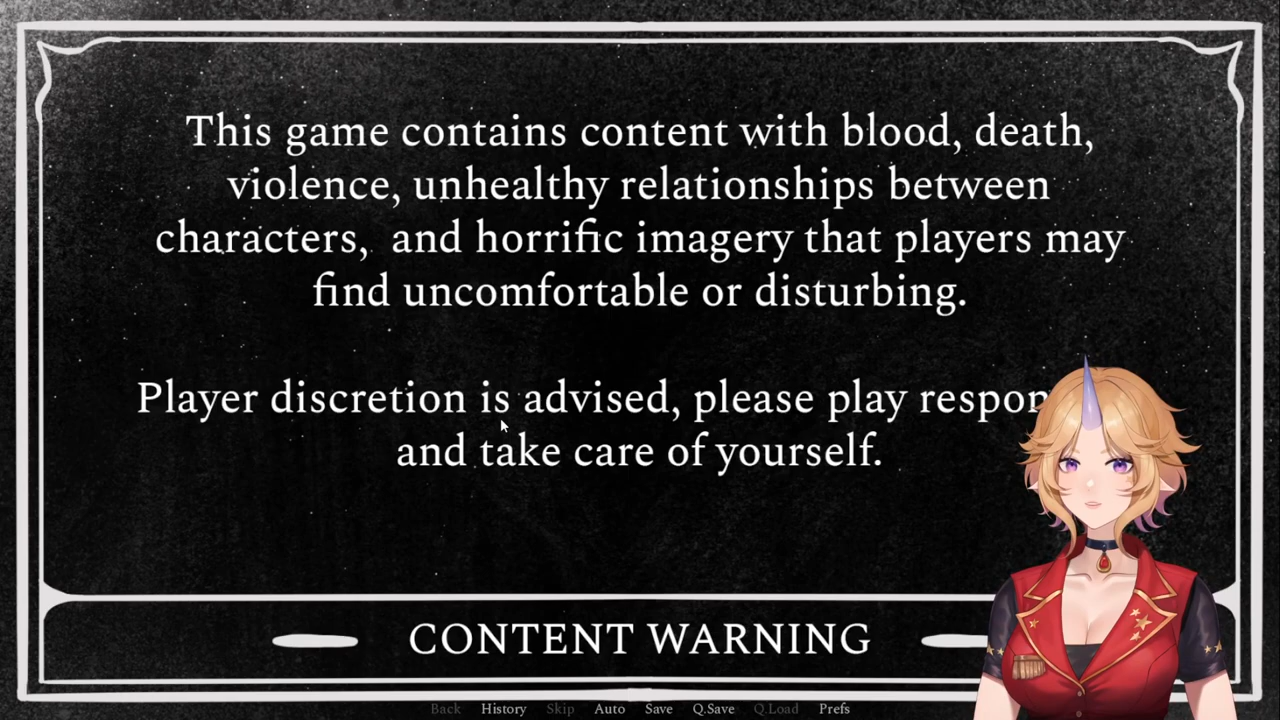 This game contains content with blood, death,
violence, unhealthy relationships between
characters,  and horrific imagery that players may
find uncomfortable or disturbing.
Player discretion is advised, please play
and take care of yourself.
CONTENT WARNING
Back History Skip Auto Save Q.Save Q.Load Prefs